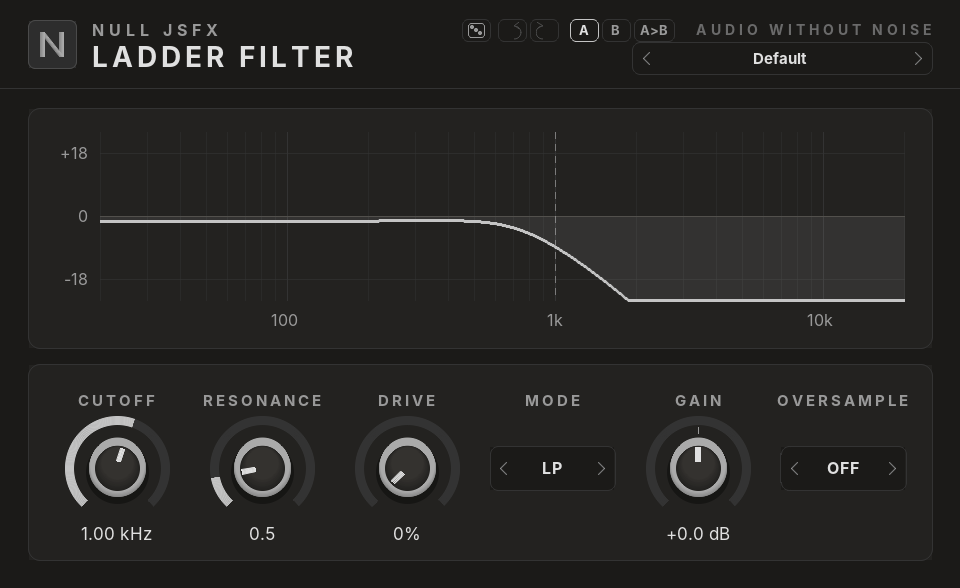 N
NULL JSFX
LADDER FILTER
A B A>B
AUDIO WITHOUT NOISE
Default
+18
0
-18
100 1k 10k
CUTOFF RESONANCE DRIVE MODE GAIN OVERSAMPLE
LP OFF
1.00 kHz 0.5 0% +0.0 dB